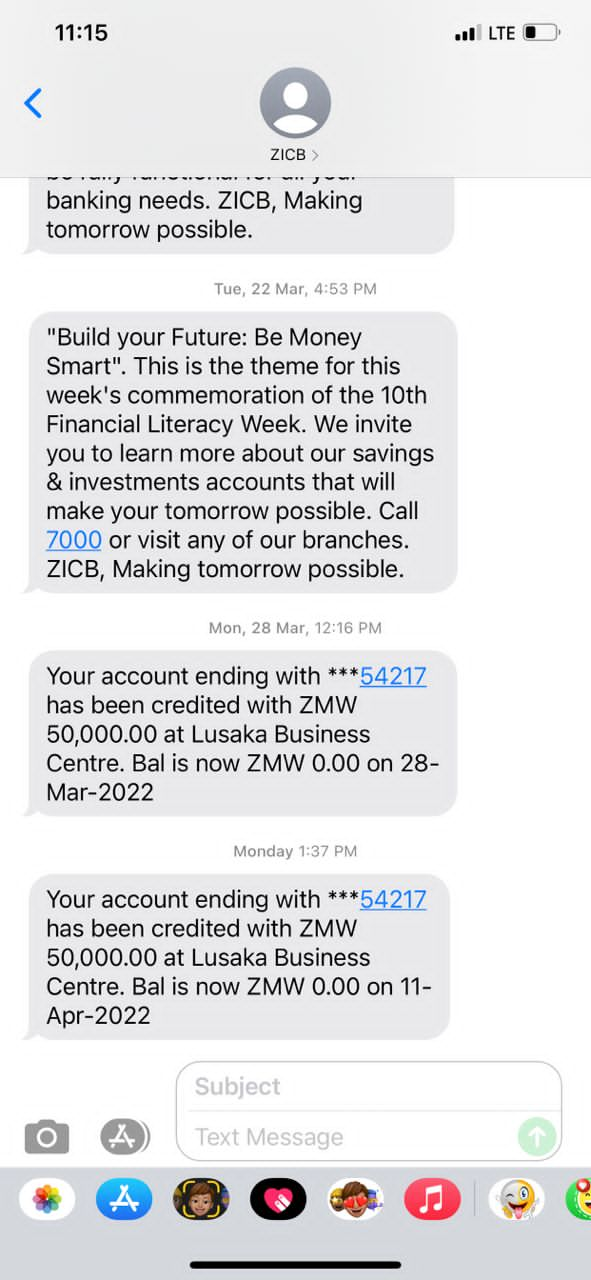 11:15
LTE
ZICB >
banking needs. ZICB, Making
tomorrow possible.
Tue, 22 Mar, 4:53 PM
"Build your Future: Be Money
Smart". This is the theme for this
week's commemoration of the 10th
Financial Literacy Week. We invite
you to learn more about our savings
& investments accounts that will
make your tomorrow possible. Call
7000 or visit any of our branches.
ZICB, Making tomorrow possible.
Mon, 28 Mar, 12:16 PM
Your account ending with ***54217
has been credited with ZMW
50,000.00 at Lusaka Business
Centre. Bal is now ZMW 0.00 on 28-
Mar-2022
Monday 1:37 PM
Your account ending with ***54217
has been credited with ZMW
50,000.00 at Lusaka Business
Centre. Bal is now ZMW 0.00 on 11-
Apr-2022
Subject
Text Message